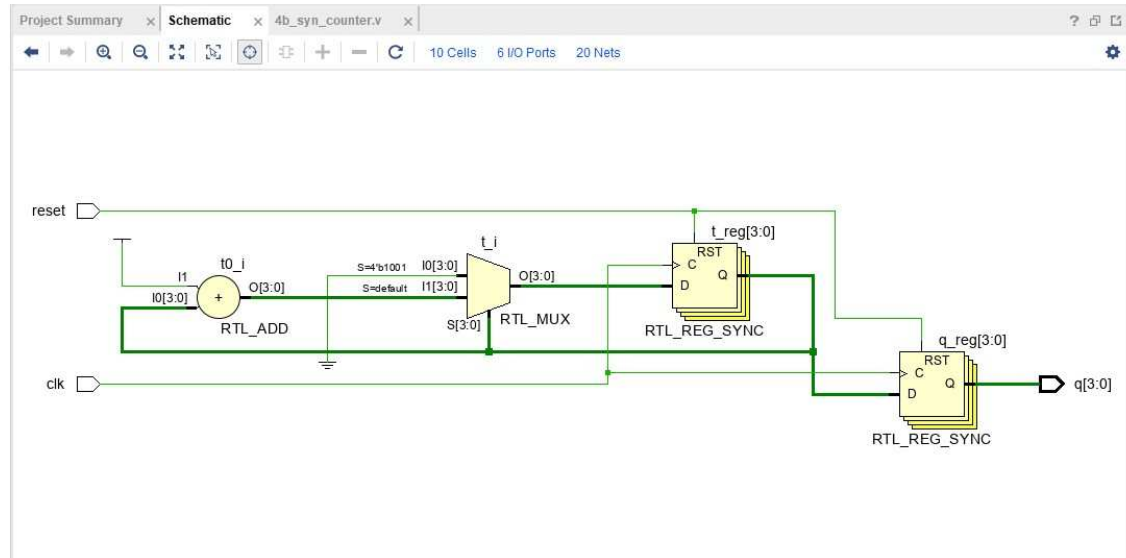 Project Summary × Schematic × 4b_syn_counter.v × ?
10 Cells 6 I/O Ports 20 Nets
reset
t_reg[3:0]
RST
C
Q
D
RTL_REG_SYNC
t_i
S=4'b1001 I0[3:0]
S=default I1[3:0]
O[3:0]
S[3:0]
RTL_MUX
t0_i
I1
I0[3:0]
+
O[3:0]
RTL_ADD
q_reg[3:0]
RST
C
Q
D
RTL_REG_SYNC
clk
q[3:0]